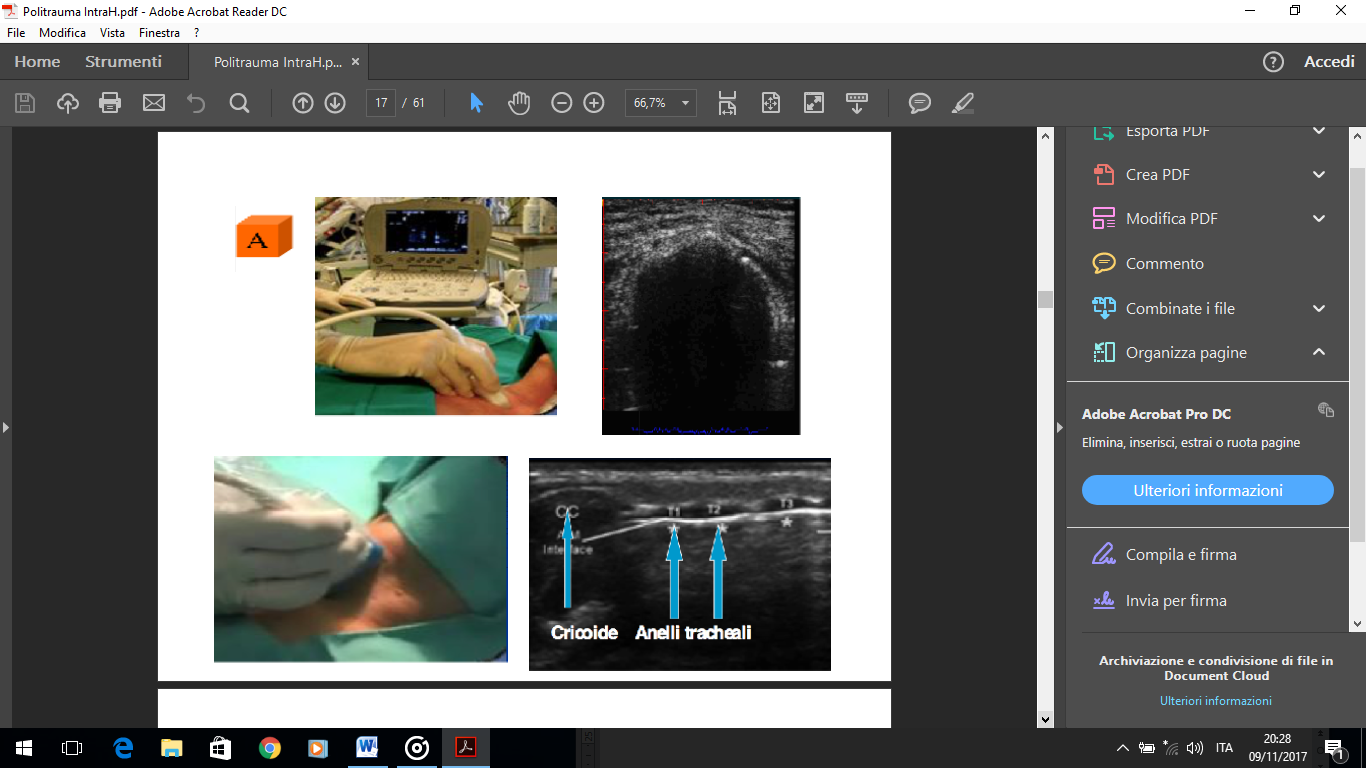 Politrauma IntraH.pdf - Adobe Acrobat Reader DC
File Modifica Vista Finestra ?
Home Strumenti Politrauma IntraH.p... × ? Accedi
17 / 61 66,7%
Esporta PDF
Crea PDF
Modifica PDF
Commento
Combinate i file
Organizza pagine
Adobe Acrobat Pro DC
Elimina, inserisci, estrai o ruota pagine
Ulteriori informazioni
Compila e firma
Invia per firma
Archiviazione e condivisione di file in
Document Cloud
Ulteriori informazioni
A
CC T1 T2 T3
Interface
Cricoide Anelli tracheali
ITA
20:28
09/11/2017
1